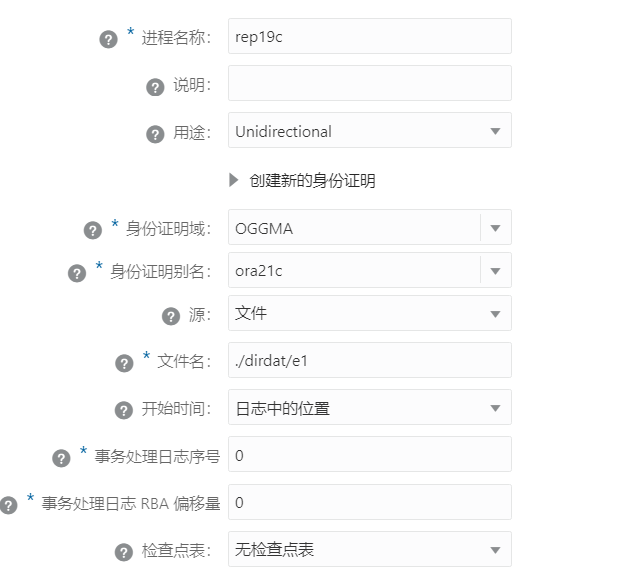 * 进程名称: rep19c
说明:
用途: Unidirectional
创建新的身份证明
* 身份证明域: OGGMA
* 身份证明别名: ora21c
源: 文件
* 文件名: ./dirdat/e1
开始时间: 日志中的位置
* 事务处理日志序号 0
* 事务处理日志 RBA 偏移量 0
检查点表: 无检查点表